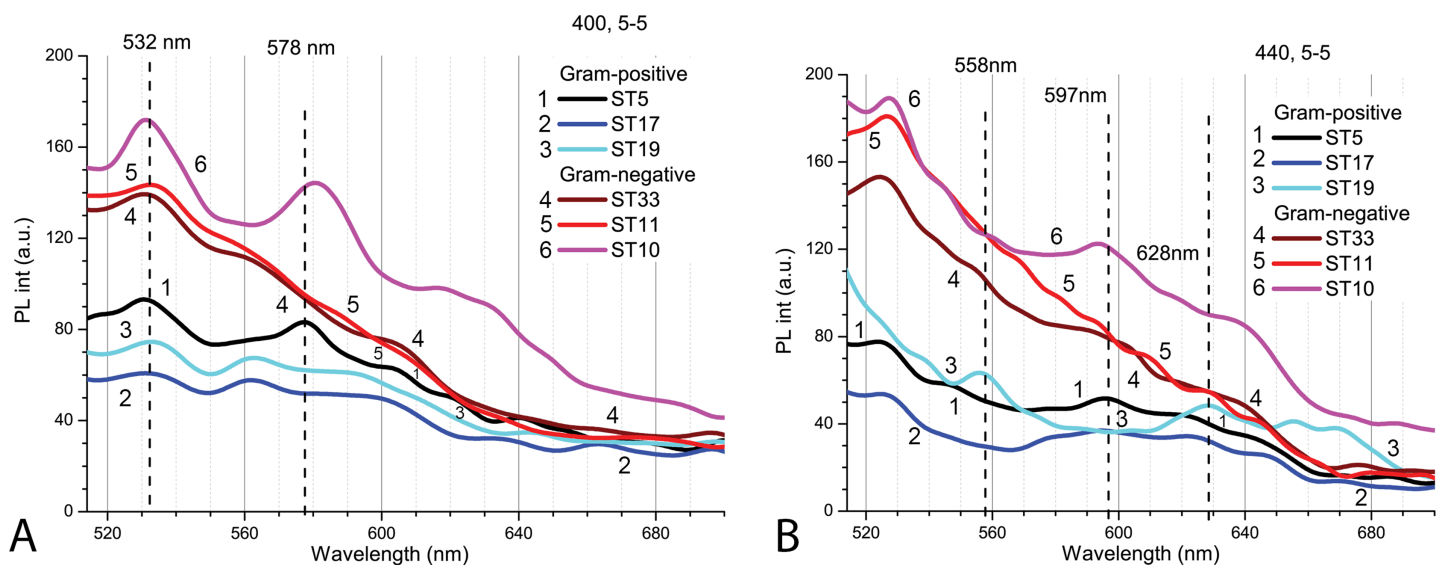 400, 5-5
532 nm
578 nm
200
160
120
80
40
0
PL int (a.u.)
Gram-positive
1 ST5
2 ST17
3 ST19
Gram-negative
4 ST33
5 ST11
6 ST10
6
5
4
1
3
2
4
5
4
5
1
3
4
2
520
560
600
640
680
Wavelength (nm)
A
440, 5-5
558nm
597nm
628nm
200
160
120
80
40
0
PL int (a.u.)
Gram-positive
1 ST5
2 ST17
3 ST19
Gram-negative
4 ST33
5 ST11
6 ST10
6
5
6
4
5
1
3
5
4
1
1
4
3
1
2
3
2
520
560
600
640
680
Wavelength (nm)
B